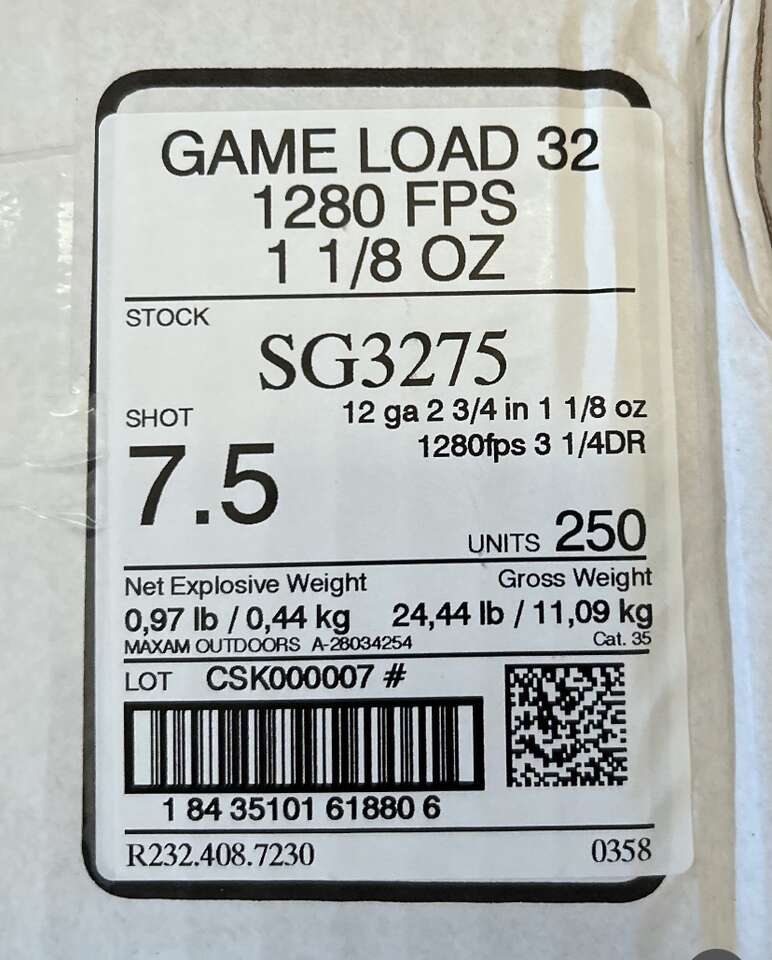 GAME LOAD 32
1280 FPS
1 1/8 OZ
STOCK
SG3275
12 ga 2 3/4 in 1 1/8 oz
SHOT
1280fps 3 1/4DR
7.5
UNITS 250
Net Explosive Weight Gross Weight
0,97 lb / 0,44 kg 24,44 lb / 11,09 kg
MAXAM OUTDOORS A-28034254 Cat. 35
LOT CSK000007 #
1 84 35101 61880 6
R232.408.7230 0358